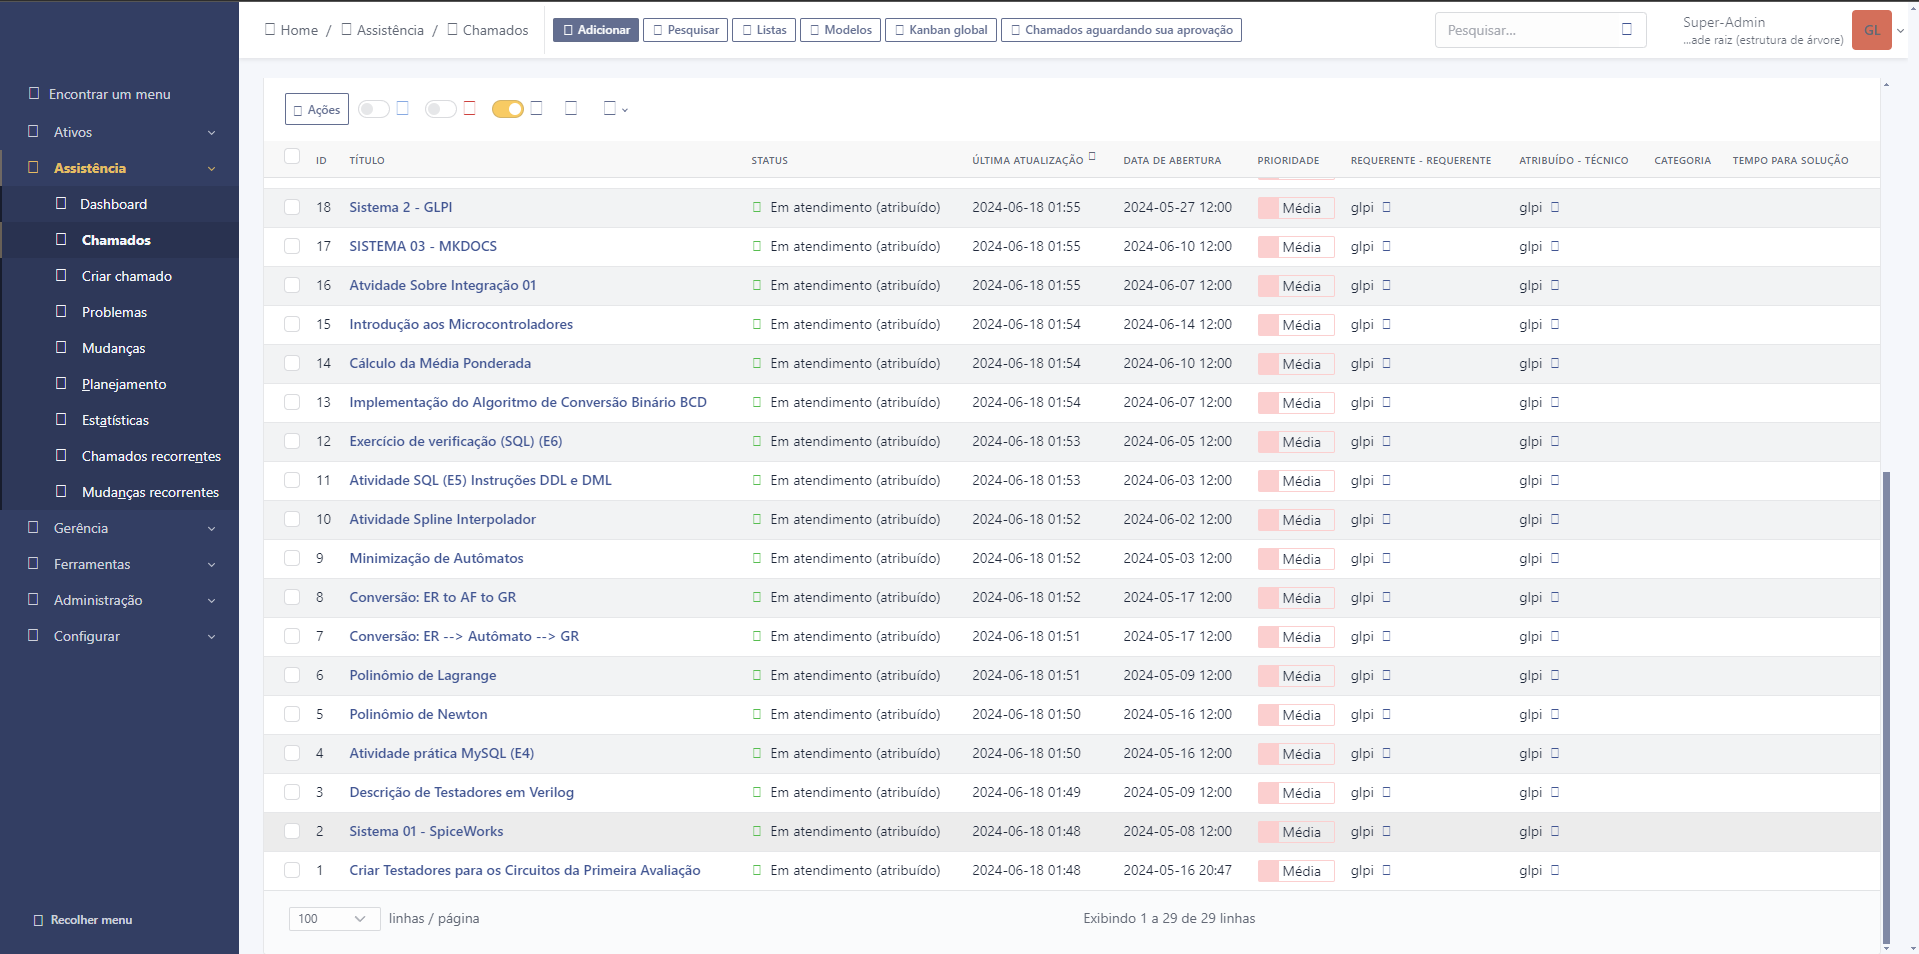 Home / Assistência / Chamados
Adicionar Pesquisar Listas Modelos Kanban global Chamados aguardando sua aprovação
Pesquisar...
Super-Admin
...ade raiz (estrutura de árvore)
GL
Encontrar um menu
Ativos
Assistência
Dashboard
Chamados
Criar chamado
Problemas
Mudanças
Planejamento
Estatísticas
Chamados recorrentes
Mudanças recorrentes
Gerência
Ferramentas
Administração
Configurar
Recolher menu
Ações
ID TÍTULO STATUS ÚLTIMA ATUALIZAÇÃO DATA DE ABERTURA PRIORIDADE REQUERENTE - REQUERENTE ATRIBUÍDO - TÉCNICO CATEGORIA TEMPO PARA SOLUÇÃO
18 Sistema 2 - GLPI Em atendimento (atribuído) 2024-06-18 01:55 2024-05-27 12:00 Média glpi glpi
17 SISTEMA 03 - MKDOCS Em atendimento (atribuído) 2024-06-18 01:55 2024-06-10 12:00 Média glpi glpi
16 Atvidade Sobre Integração 01 Em atendimento (atribuído) 2024-06-18 01:55 2024-06-07 12:00 Média glpi glpi
15 Introdução aos Microcontroladores Em atendimento (atribuído) 2024-06-18 01:54 2024-06-14 12:00 Média glpi glpi
14 Cálculo da Média Ponderada Em atendimento (atribuído) 2024-06-18 01:54 2024-06-10 12:00 Média glpi glpi
13 Implementação do Algoritmo de Conversão Binário BCD Em atendimento (atribuído) 2024-06-18 01:54 2024-06-07 12:00 Média glpi glpi
12 Exercício de verificação (SQL) (E6) Em atendimento (atribuído) 2024-06-18 01:53 2024-06-05 12:00 Média glpi glpi
11 Atividade SQL (E5) Instruções DDL e DML Em atendimento (atribuído) 2024-06-18 01:53 2024-06-03 12:00 Média glpi glpi
10 Atividade Spline Interpolador Em atendimento (atribuído) 2024-06-18 01:52 2024-06-02 12:00 Média glpi glpi
9 Minimização de Autômatos Em atendimento (atribuído) 2024-06-18 01:52 2024-05-03 12:00 Média glpi glpi
8 Conversão: ER to AF to GR Em atendimento (atribuído) 2024-06-18 01:52 2024-05-17 12:00 Média glpi glpi
7 Conversão: ER --> Autômato --> GR Em atendimento (atribuído) 2024-06-18 01:51 2024-05-17 12:00 Média glpi glpi
6 Polinômio de Lagrange Em atendimento (atribuído) 2024-06-18 01:51 2024-05-09 12:00 Média glpi glpi
5 Polinômio de Newton Em atendimento (atribuído) 2024-06-18 01:50 2024-05-16 12:00 Média glpi glpi
4 Atividade prática MySQL (E4) Em atendimento (atribuído) 2024-06-18 01:50 2024-05-16 12:00 Média glpi glpi
3 Descrição de Testadores em Verilog Em atendimento (atribuído) 2024-06-18 01:49 2024-05-09 12:00 Média glpi glpi
2 Sistema 01 - SpiceWorks Em atendimento (atribuído) 2024-06-18 01:48 2024-05-08 12:00 Média glpi glpi
1 Criar Testadores para os Circuitos da Primeira Avaliação Em atendimento (atribuído) 2024-06-18 01:48 2024-05-16 20:47 Média glpi glpi
100 linhas / página Exibindo 1 a 29 de 29 linhas